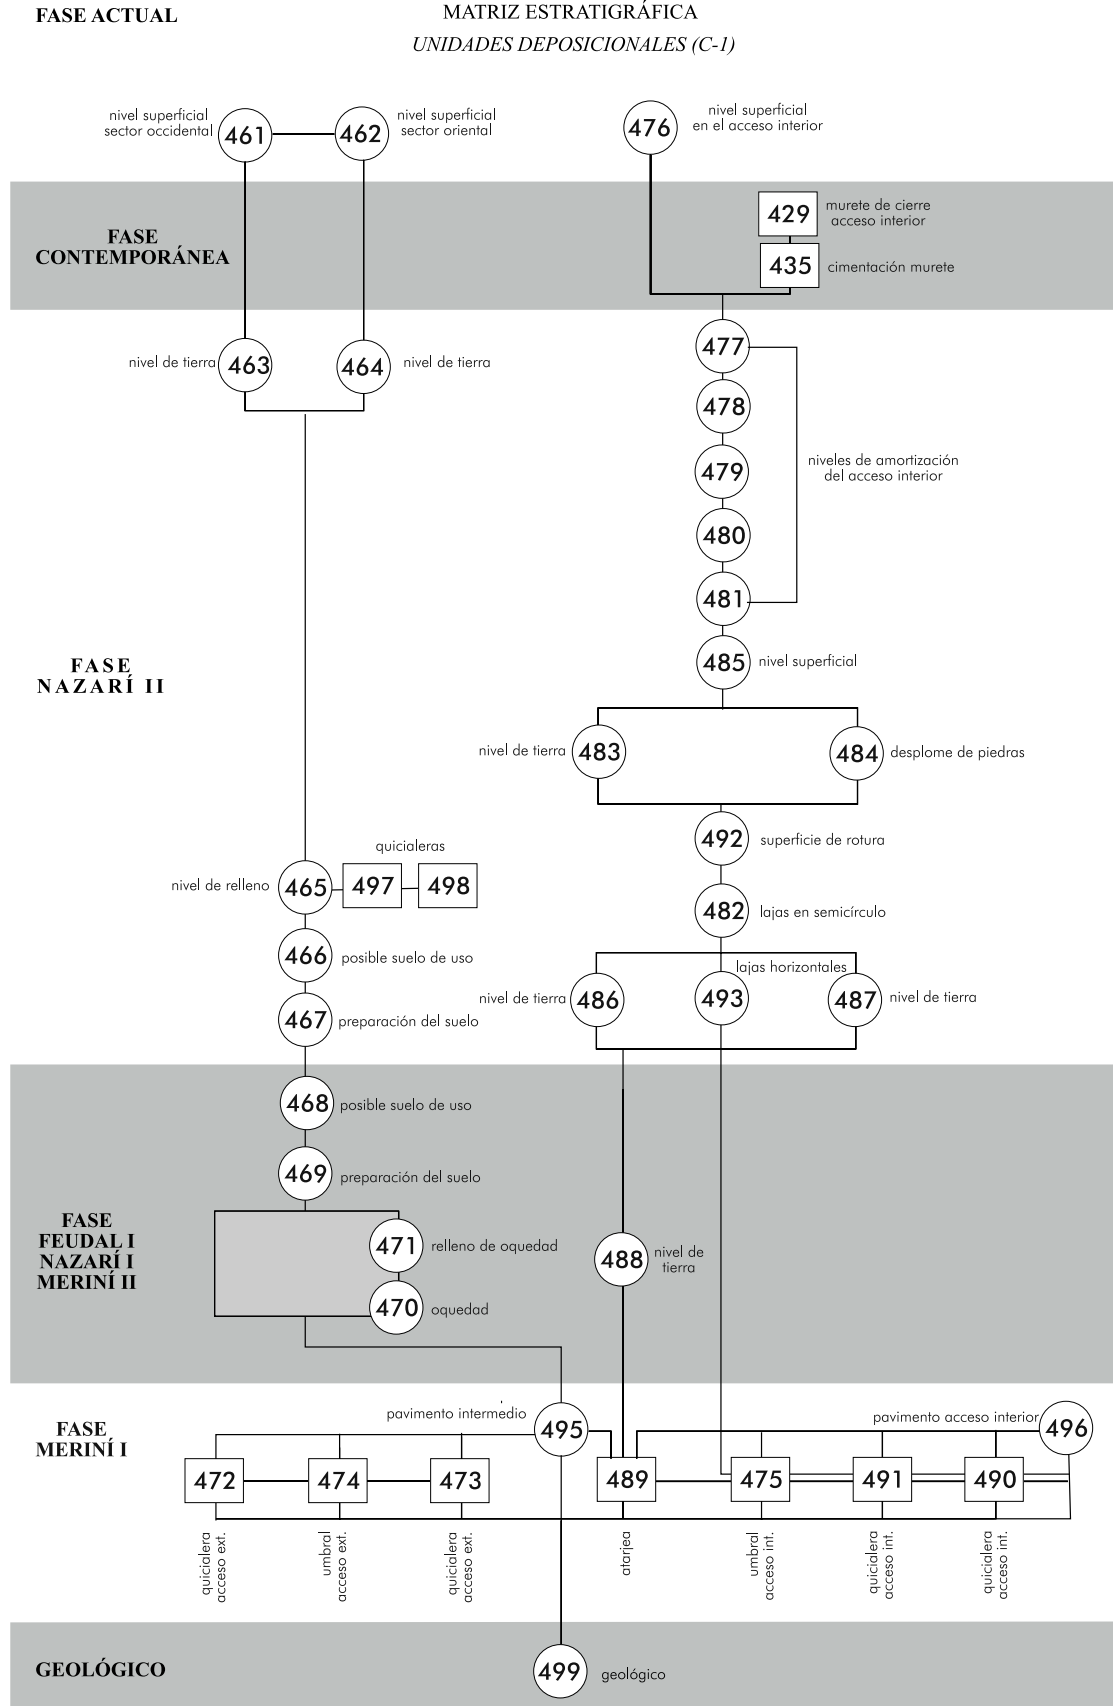 FASE ACTUAL
MATRIZ ESTRATIGRÁFICA
UNIDADES DEPOSICIONALES (C-1)
nivel superficial
sector occidental
461
462
nivel superficial
sector oriental
476
nivel superficial
en el acceso interior
FASE
CONTEMPORÁNEA
429
murete de cierre
acceso interior
435
cimentación murete
nivel de tierra
463
464
nivel de tierra
477
478
479
480
481
niveles de amortización
del acceso interior
485
nivel superficial
FASE
NAZARÍ II
nivel de tierra
483
484
desplome de piedras
492
superficie de rotura
quicialeras
nivel de relleno
465
497
498
482
lajas en semicírculo
466
posible suelo de uso
lajas horizontales
nivel de tierra
486
493
487
nivel de tierra
467
preparación del suelo
468
posible suelo de uso
469
preparación del suelo
FASE
FEUDAL I
NAZARÍ I
MERINÍ II
471
relleno de oquedad
470
oquedad
488
nivel de
tierra
FASE
MERINÍ I
pavimento intermedio
495
pavimento acceso interior
496
472
474
473
489
475
491
490
quicialera
acceso ext.
umbral
acceso ext.
quicialera
acceso ext.
atarjea
umbral
acceso int.
quicialera
acceso int.
quicialera
acceso int.
GEOLÓGICO
499
geológico